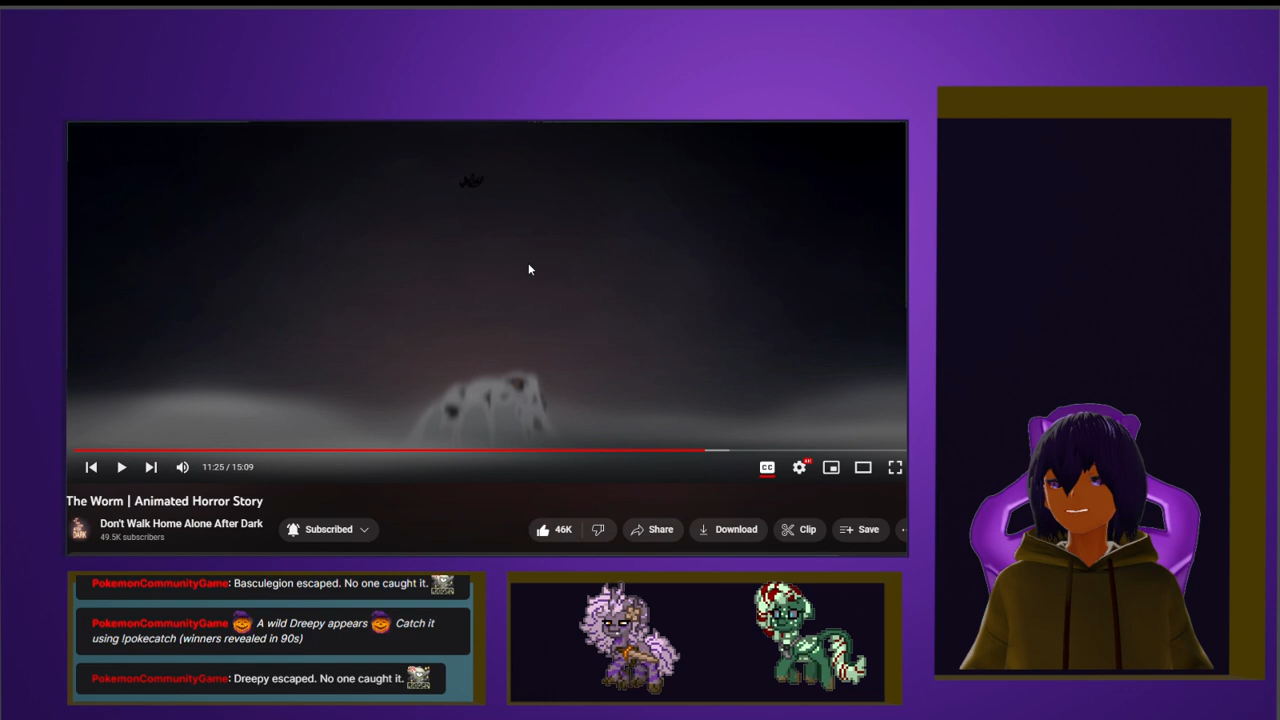 11:25 / 15:09
CC
The Worm | Animated Horror Story
Don't Walk Home Alone After Dark
49.5K subscribers
Subscribed
46K
Share
Download
Clip
Save
PokemonCommunityGame: Basculegion escaped. No one caught it.
PokemonCommunityGame: A wild Dreepy appears Catch it
using !pokecatch (winners revealed in 90s)
PokemonCommunityGame: Dreepy escaped. No one caught it.